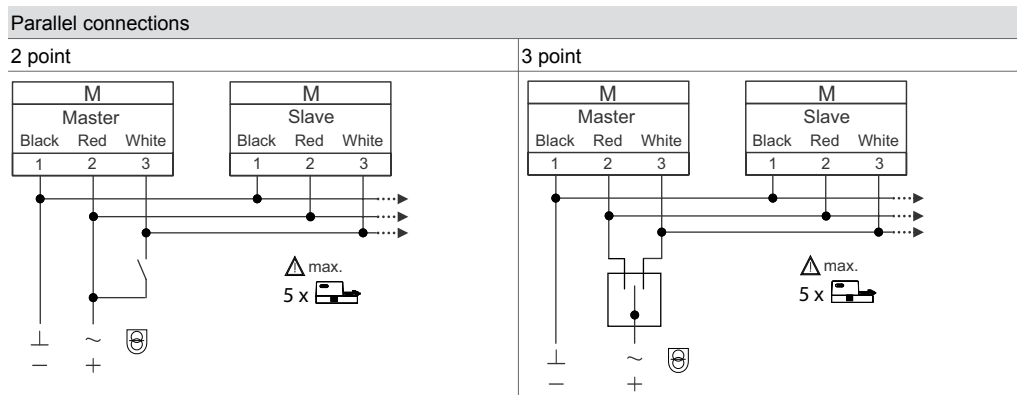 Parallel connections
2 point
M
Master
Black Red White
1 2 3
M
Slave
Black Red White
1 2 3
max.
5 x
⊥ ~
− +
3 point
M
Master
Black Red White
1 2 3
M
Slave
Black Red White
1 2 3
max.
5 x
⊥ ~
− +